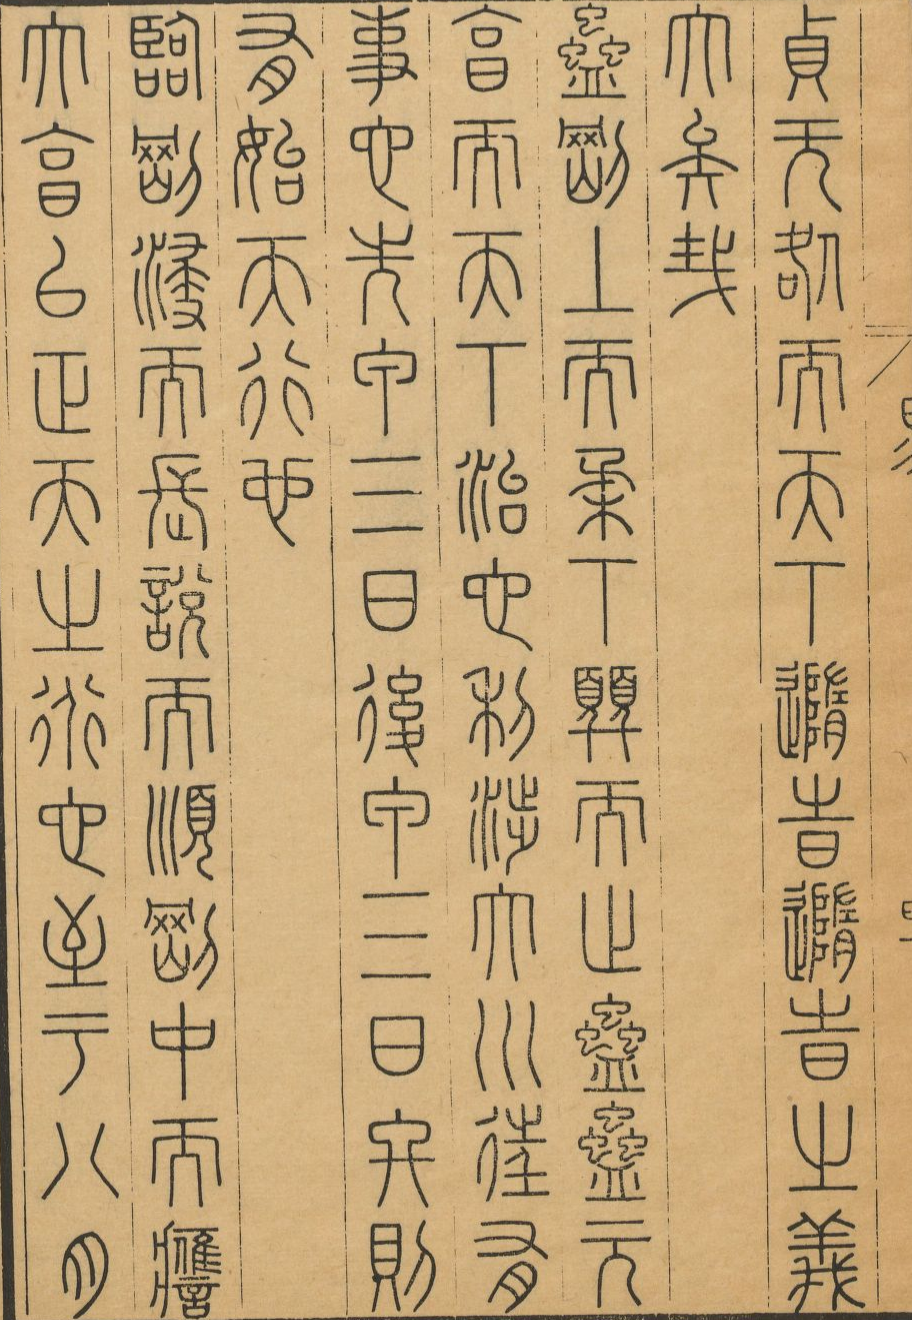 貞无咎而天下隨時隨時之義
大矣哉
蠱剛上而柔下巽而止蠱蠱元
亨而天下治也利涉大川往有
事也先甲三日後甲三日終則
有始天行也
臨剛浸而長說而順剛中而應
大亨以正天之道也至于八月